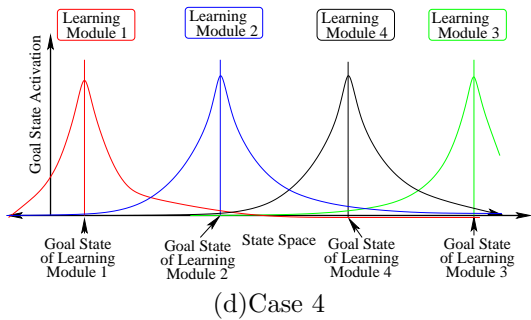 Learning
Module 1
Learning
Module 2
Learning
Module 4
Learning
Module 3
Goal State Activation
State Space
Goal State
of Learning
Module 1
Goal State
of Learning
Module 2
Goal State
of Learning
Module 4
Goal State
of Learning
Module 3
(d)Case 4